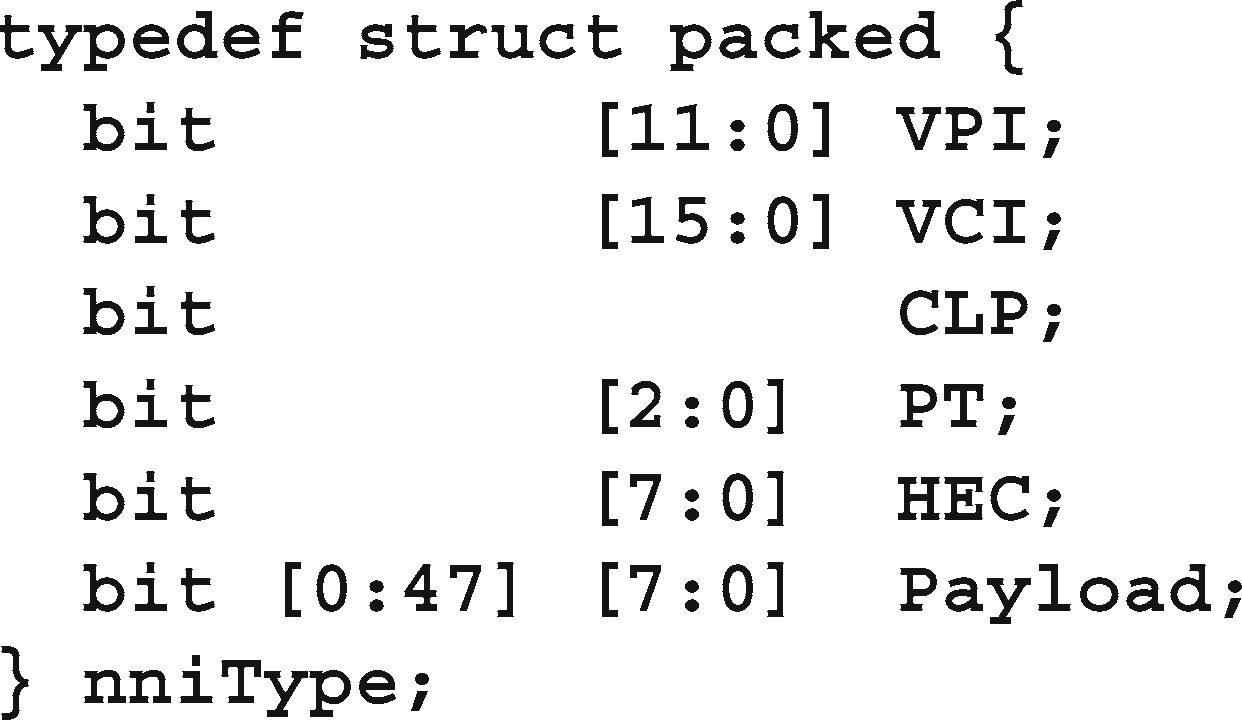 typedef struct packed {
  bit             [11:0] VPI;
  bit             [15:0] VCI;
  bit                    CLP;
  bit             [2:0]  PT;
  bit             [7:0]  HEC;
  bit [0:47] [7:0]  Payload;
} nniType;